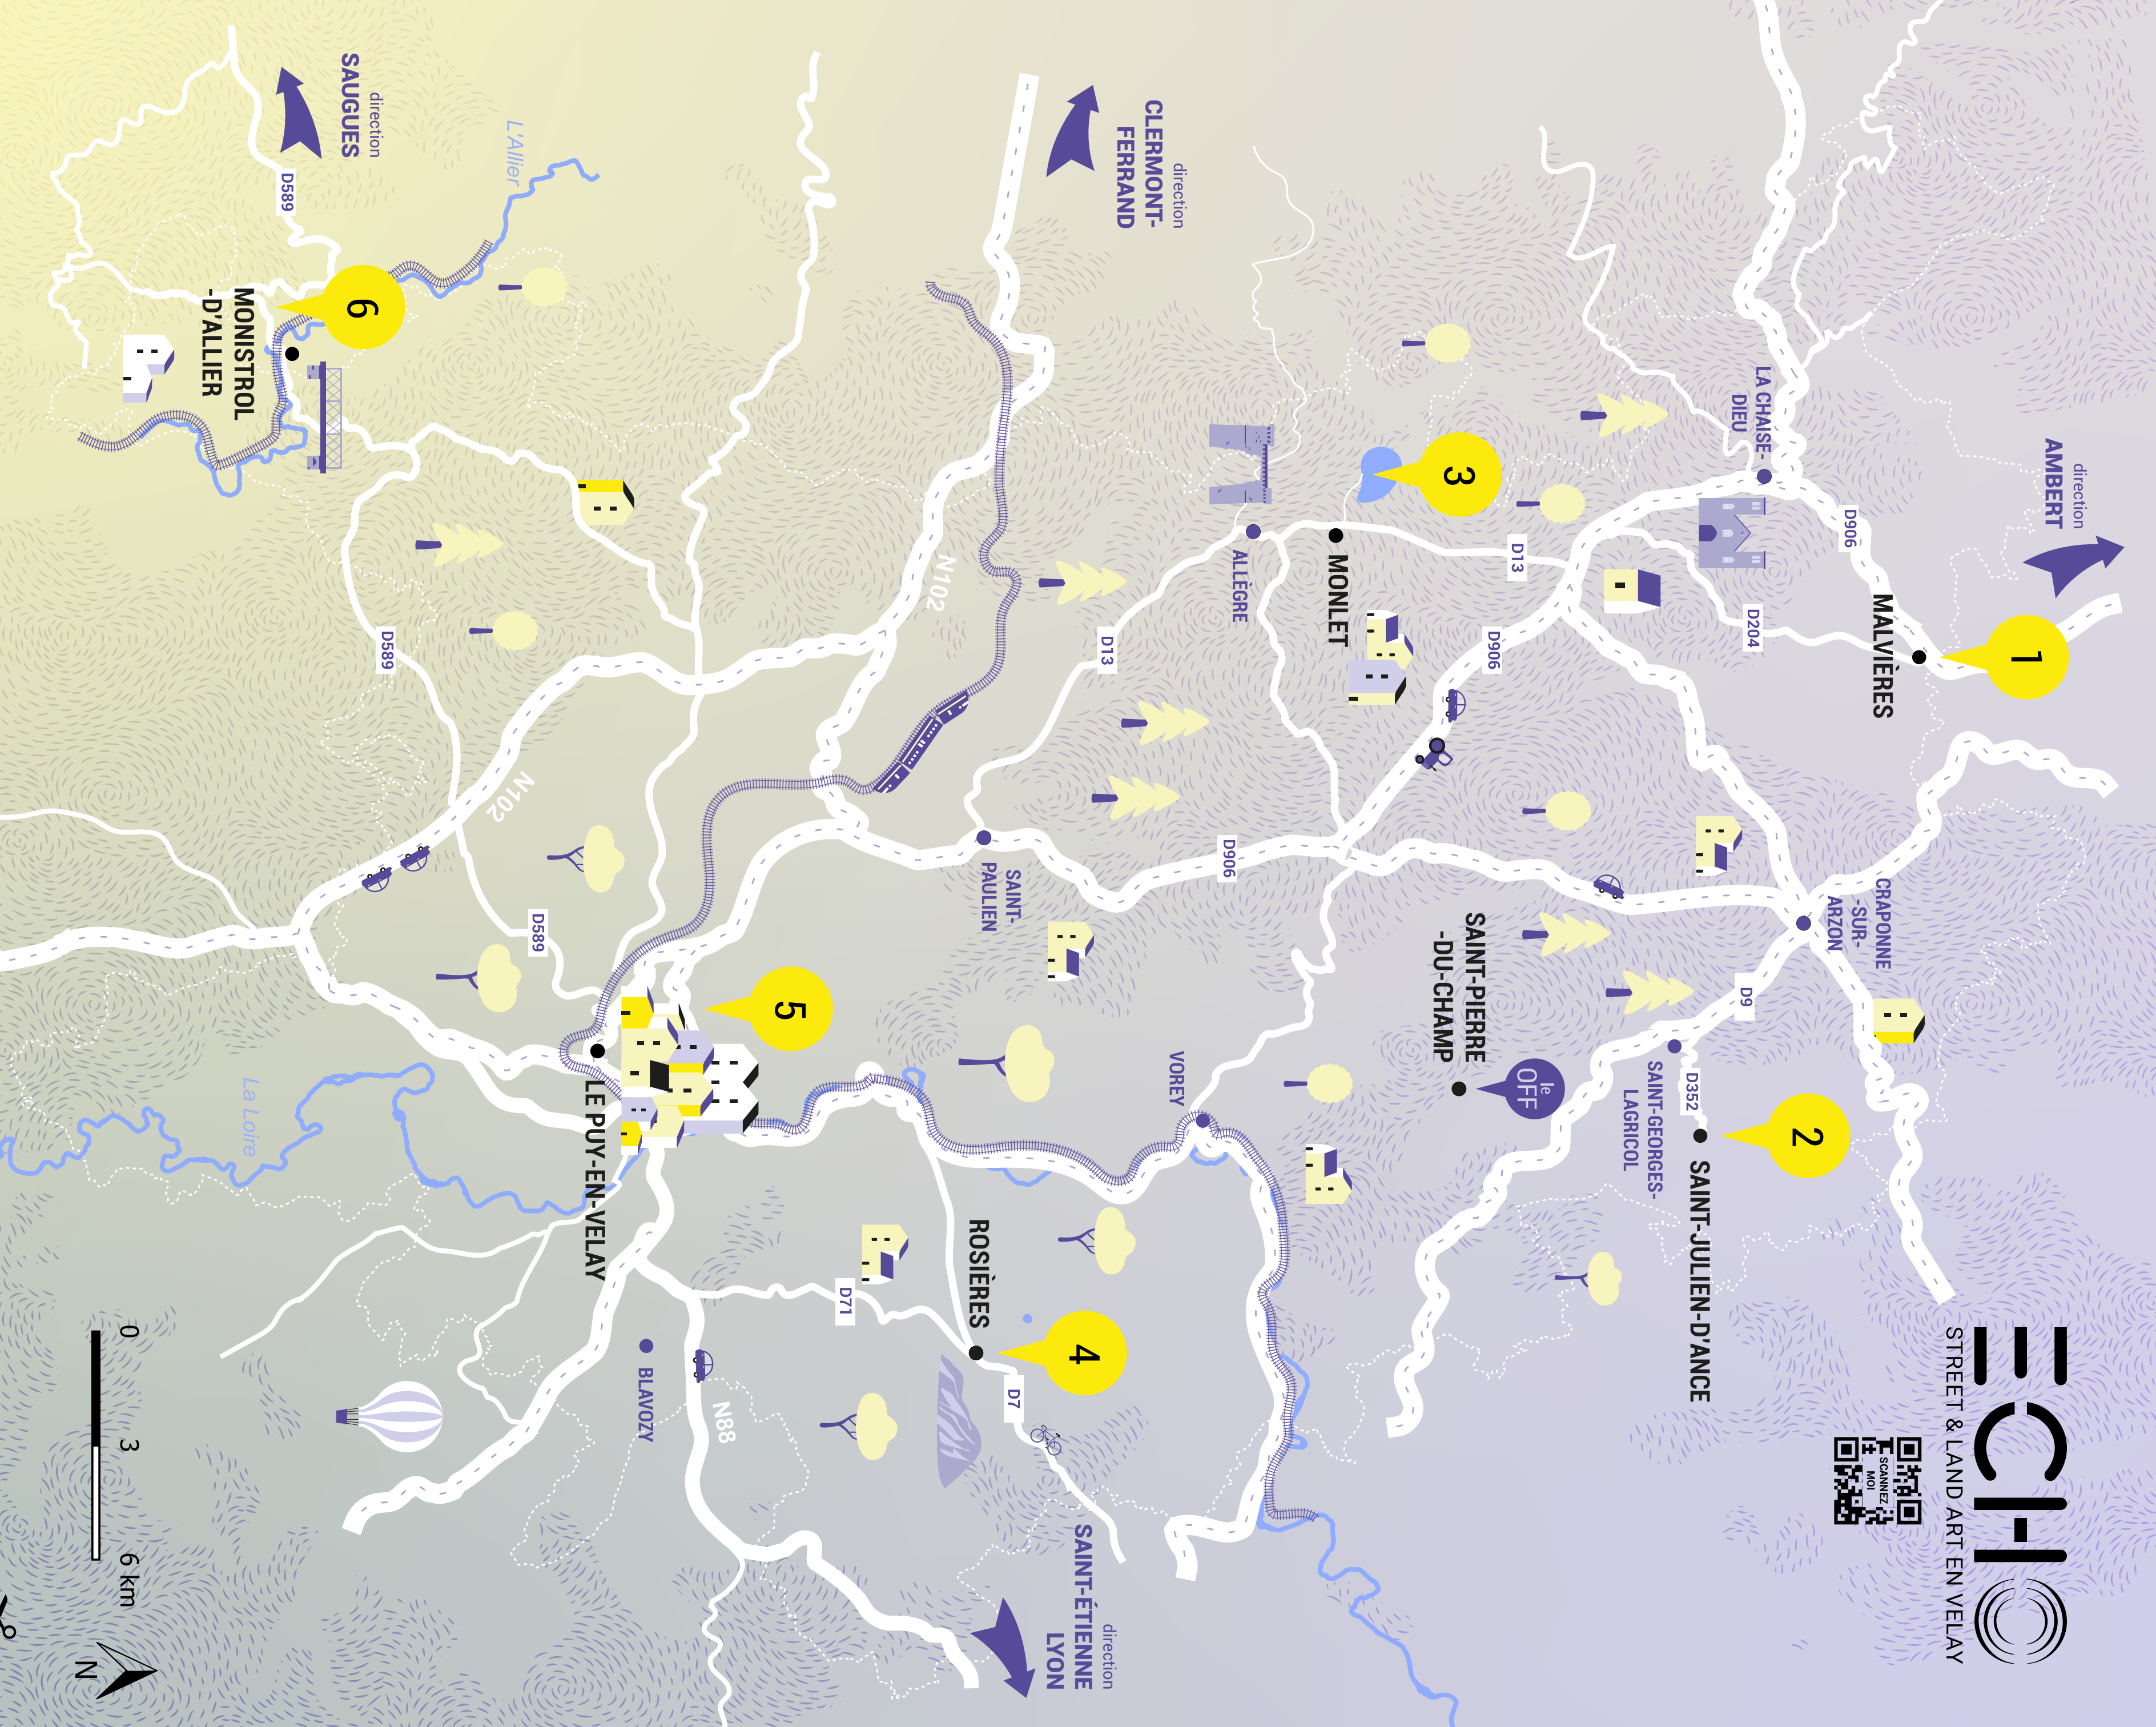 direction
AMBERT
1
MALVIÈRES
ECHO
STREET & LAND ART EN VELAY
SCANNEZ
MOI
D906
D204
LA CHAISE-
DIEU
CRAPONNE
-SUR-
ARZON
2
D9
D352
SAINT-JULIEN-D'ANCE
SAINT-GEORGES-
LAGRICOL
D13
D906
le
OFF
SAINT-PIERRE
-DU-CHAMP
3
MONLET
ALLÈGRE
D906
VOREY
direction
CLERMONT-
FERRAND
D13
direction
SAINT-ÉTIENNE
LYON
4
D7
SAINT-
PAULIEN
ROSIÈRES
N102
D71
5
N88
BLAVOZY
LE PUY-EN-VELAY
D589
L'Allier
N102
D589
direction
SAUGUES
D589
6
MONISTROL
-D'ALLIER
La Loire
0 3 6 km
N